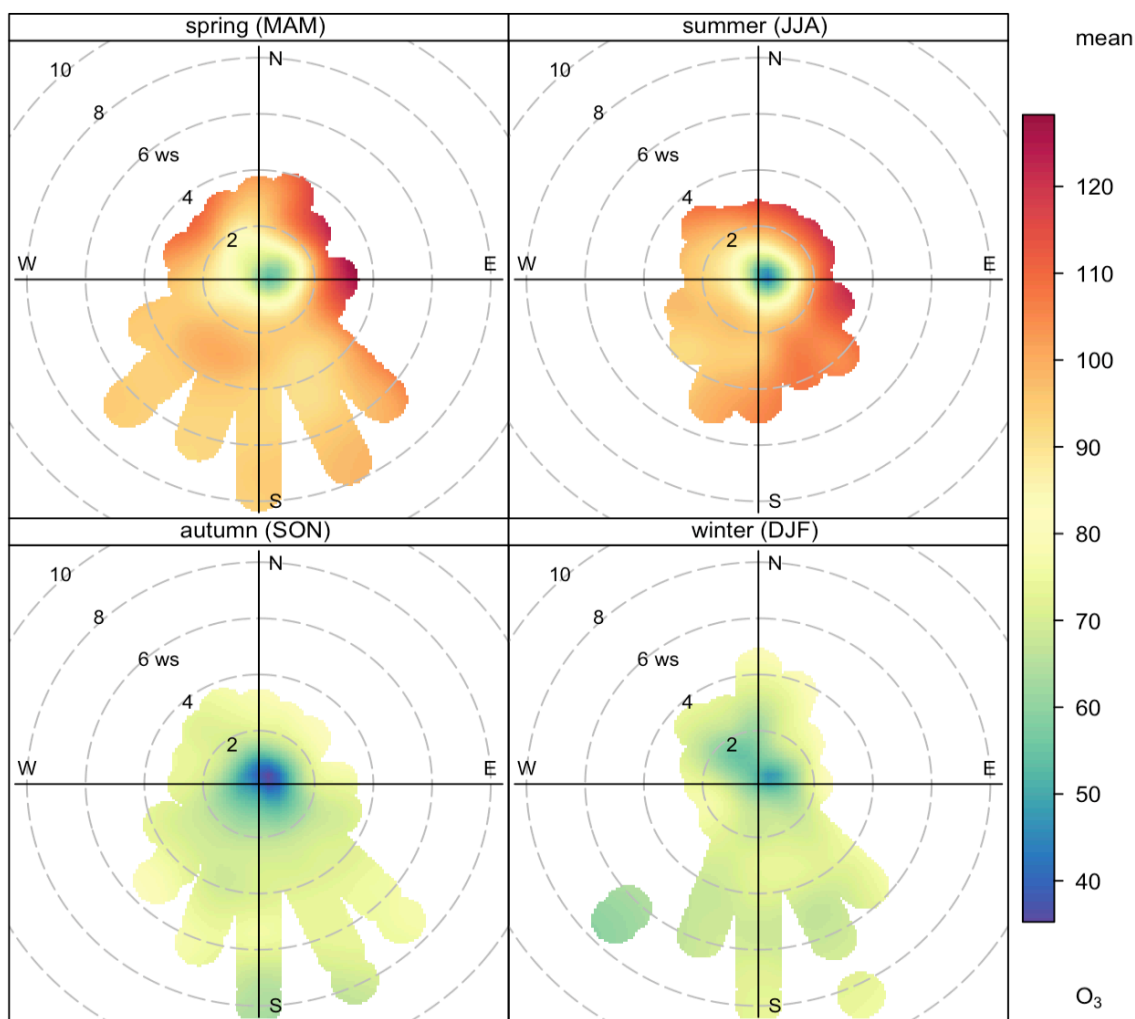 spring (MAM)
summer (JJA)
mean
10
8
6 ws
4
2
N
W
E
S
10
8
6 ws
4
2
N
W
E
S
120
110
100
90
80
70
60
50
40
autumn (SON)
winter (DJF)
10
8
6 ws
4
2
N
W
E
S
10
8
6 ws
4
2
N
W
E
S
O₃